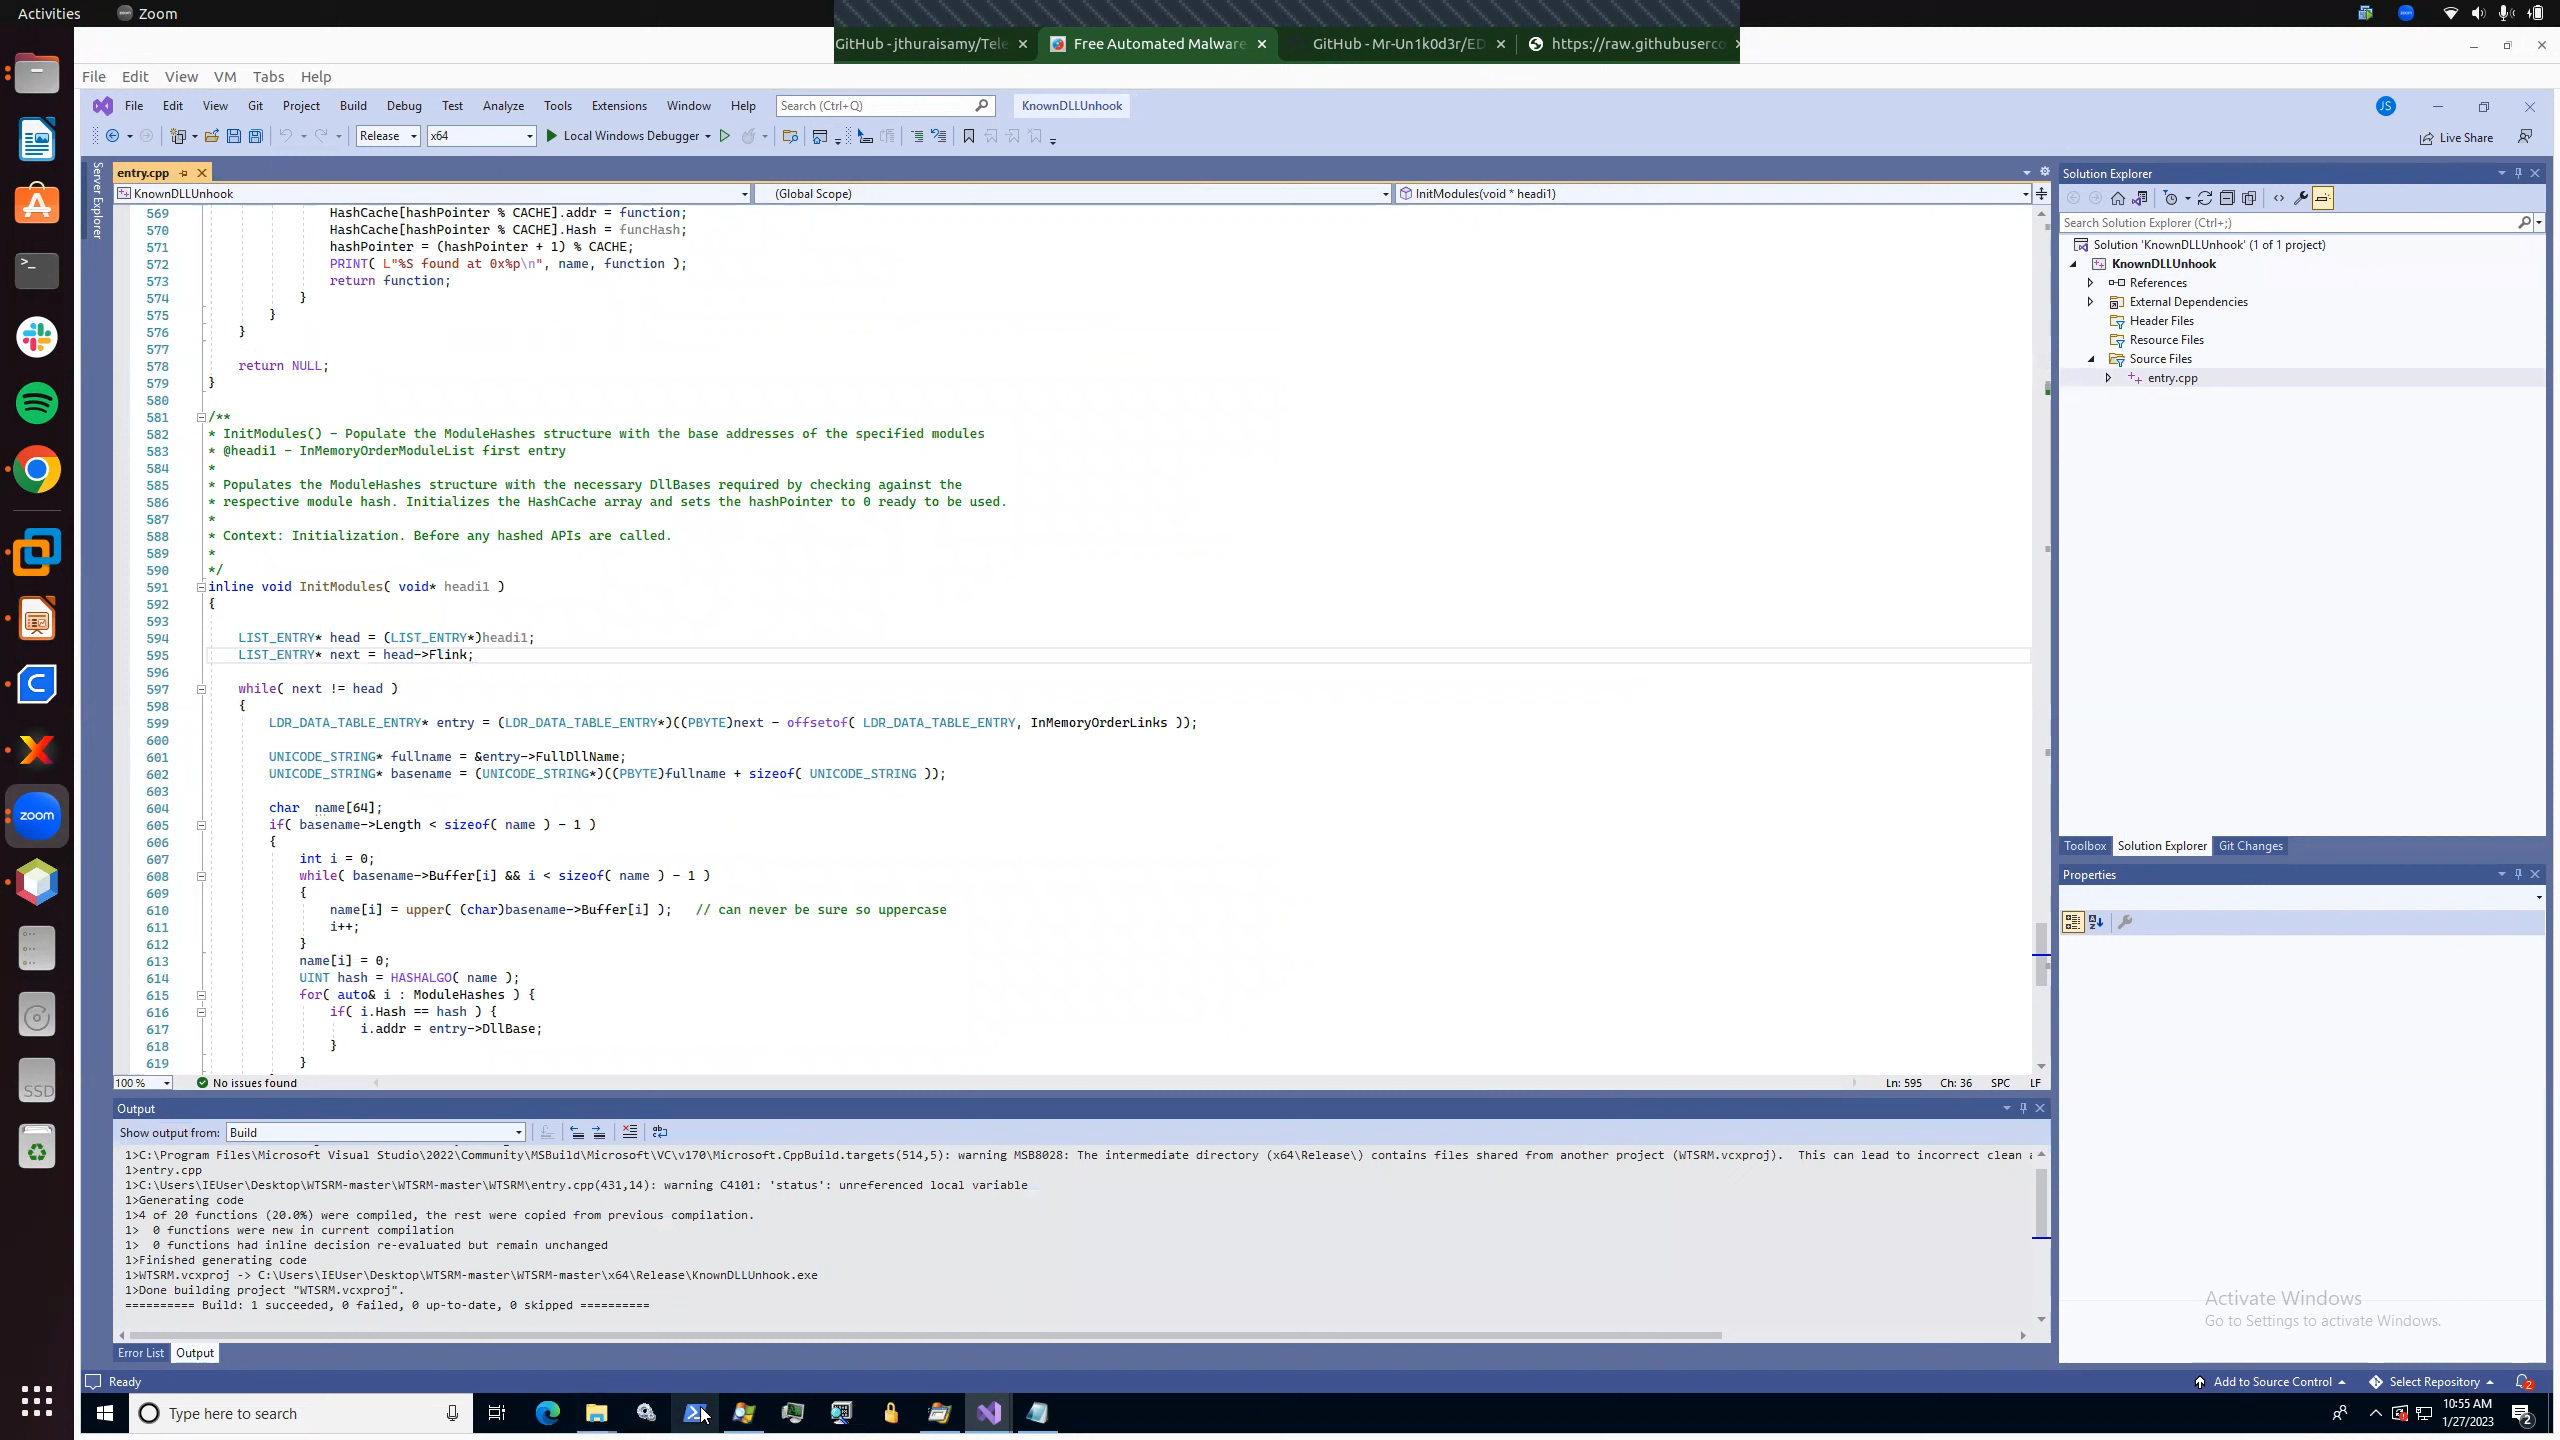 Activities
Zoom
GitHub - jthuraisamy/Tele
Free Automated Malware
GitHub - Mr-Un1k0d3r/ED
https://raw.githubuserco
File Edit View VM Tabs Help
File Edit View Git Project Build Debug Test Analyze Tools Extensions Window Help
Search (Ctrl+Q)
KnownDLLUnhook
JS
Release
x64
Local Windows Debugger
Live Share
Server Explorer
entry.cpp
KnownDLLUnhook
(Global Scope)
InitModules(void * headi1)
569 HashCache[hashPointer % CACHE].addr = function;
570 HashCache[hashPointer % CACHE].Hash = funcHash;
571 hashPointer = (hashPointer + 1) % CACHE;
572 PRINT( L"%S found at 0x%p\n", name, function );
573 return function;
574 }
575 }
576 }
577
578 return NULL;
579 }
580
581 /**
582 * InitModules() - Populate the ModuleHashes structure with the base addresses of the specified modules
583 * @headi1 - InMemoryOrderModuleList first entry
584 *
585 * Populates the ModuleHashes structure with the necessary DllBases required by checking against the
586 * respective module hash. Initializes the HashCache array and sets the hashPointer to 0 ready to be used.
587 *
588 * Context: Initialization. Before any hashed APIs are called.
589 *
590 */
591 inline void InitModules( void* headi1 )
592 {
593
594 LIST_ENTRY* head = (LIST_ENTRY*)headi1;
595 LIST_ENTRY* next = head->Flink;
596
597 while( next != head )
598 {
599 LDR_DATA_TABLE_ENTRY* entry = (LDR_DATA_TABLE_ENTRY*)((PBYTE)next - offsetof( LDR_DATA_TABLE_ENTRY, InMemoryOrderLinks ));
600
601 UNICODE_STRING* fullname = &entry->FullDllName;
602 UNICODE_STRING* basename = (UNICODE_STRING*)((PBYTE)fullname + sizeof( UNICODE_STRING ));
603
604 char name[64];
605 if( basename->Length < sizeof( name ) - 1 )
606 {
607 int i = 0;
608 while( basename->Buffer[i] && i < sizeof( name ) - 1 )
609 {
610 name[i] = upper( (char)basename->Buffer[i] ); // can never be sure so uppercase
611 i++;
612 }
613 name[i] = 0;
614 UINT hash = HASHALGO( name );
615 for( auto& i : ModuleHashes ) {
616 if( i.Hash == hash ) {
617 i.addr = entry->DllBase;
618 }
619 }
100 %
No issues found
Ln: 595 Ch: 36 SPC LF
Output
Show output from: Build
1>C:\Program Files\Microsoft Visual Studio\2022\Community\MSBuild\Microsoft\VC\v170\Microsoft.CppBuild.targets(514,5): warning MSB8028: The intermediate directory (x64\Release\) contains files shared from another project (WTSRM.vcxproj). This can lead to incorrect clean a
1>entry.cpp
1>C:\Users\IEUser\Desktop\WTSRM-master\WTSRM-master\WTSRM\entry.cpp(431,14): warning C4101: 'status': unreferenced local variable
1>Generating code
1>4 of 20 functions (20.0%) were compiled, the rest were copied from previous compilation.
1> 0 functions were new in current compilation
1> 0 functions had inline decision re-evaluated but remain unchanged
1>Finished generating code
1>WTSRM.vcxproj -> C:\Users\IEUser\Desktop\WTSRM-master\WTSRM-master\x64\Release\KnownDLLUnhook.exe
1>Done building project "WTSRM.vcxproj".
========== Build: 1 succeeded, 0 failed, 0 up-to-date, 0 skipped ==========
Error List
Output
Ready
Solution Explorer
Search Solution Explorer (Ctrl+;)
Solution 'KnownDLLUnhook' (1 of 1 project)
KnownDLLUnhook
References
External Dependencies
Header Files
Resource Files
Source Files
entry.cpp
Toolbox
Solution Explorer
Git Changes
Properties
Activate Windows
Go to Settings to activate Windows.
Add to Source Control
Select Repository
2
zoom
SSD
Type here to search
10:55 AM
1/27/2023
2